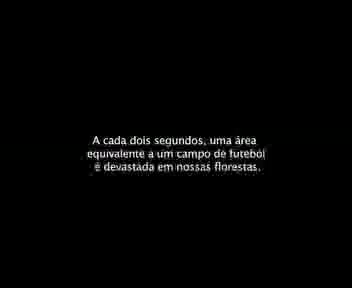 A cada dois segundos, uma área
equivalente a um campo de futebol
é devastada em nossas florestas.